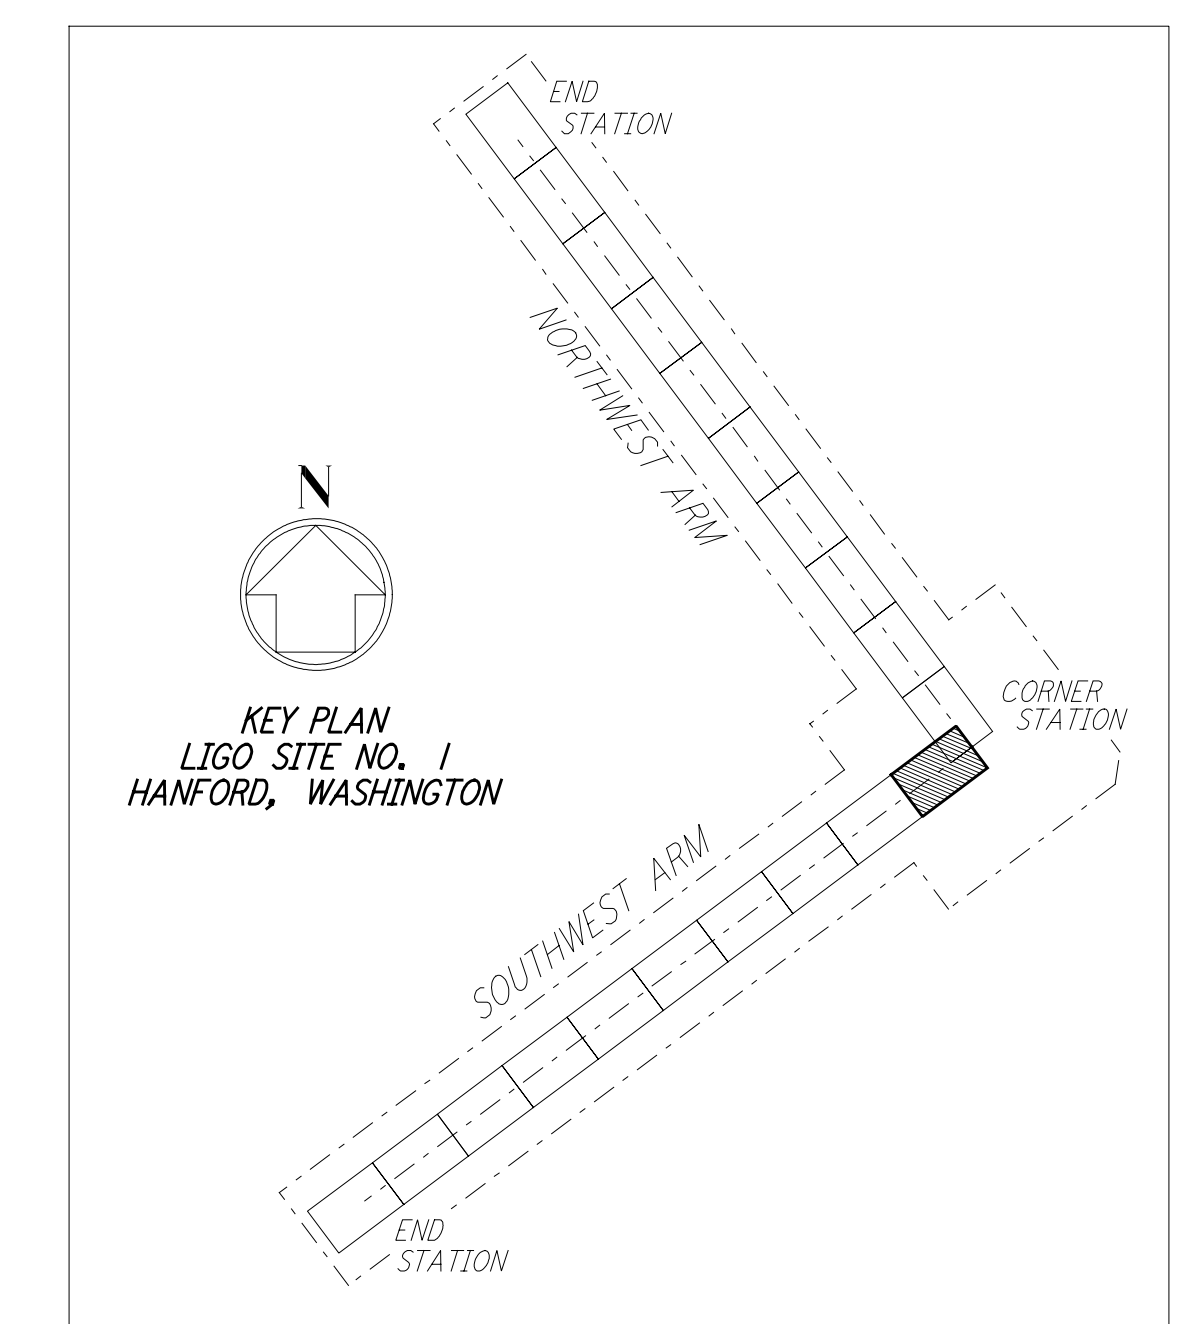 END
STATION
NORTHWEST ARM
N
CORNER
STATION
KEY PLAN
LIGO SITE NO. 1
HANFORD, WASHINGTON
SOUTHWEST ARM
END
STATION